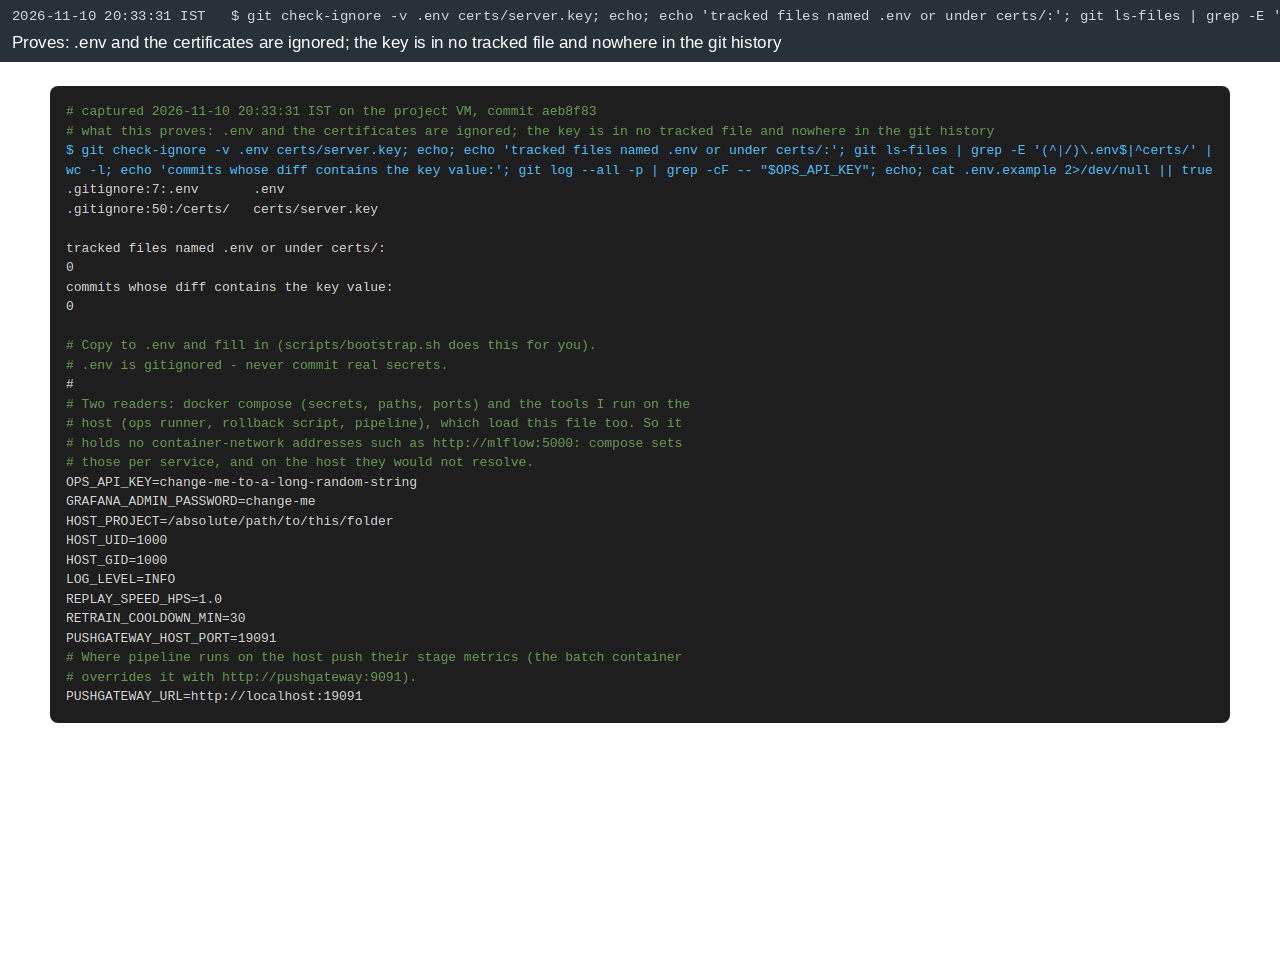 2026-11-10 20:33:31 IST   $ git check-ignore -v .env certs/server.key; echo; echo 'tracked files named .env or under certs/:'; git ls-files | grep -E '
Proves: .env and the certificates are ignored; the key is in no tracked file and nowhere in the git history
# captured 2026-11-10 20:33:31 IST on the project VM, commit aeb8f83
# what this proves: .env and the certificates are ignored; the key is in no tracked file and nowhere in the git history
$ git check-ignore -v .env certs/server.key; echo; echo 'tracked files named .env or under certs/:'; git ls-files | grep -E '(^|/)\.env$|^certs/' |
wc -l; echo 'commits whose diff contains the key value:'; git log --all -p | grep -cF -- "$OPS_API_KEY"; echo; cat .env.example 2>/dev/null || true
.gitignore:7:.env       .env
.gitignore:50:/certs/   certs/server.key
tracked files named .env or under certs/:
0
commits whose diff contains the key value:
0
# Copy to .env and fill in (scripts/bootstrap.sh does this for you).
# .env is gitignored - never commit real secrets.
#
# Two readers: docker compose (secrets, paths, ports) and the tools I run on the
# host (ops runner, rollback script, pipeline), which load this file too. So it
# holds no container-network addresses such as http://mlflow:5000: compose sets
# those per service, and on the host they would not resolve.
OPS_API_KEY=change-me-to-a-long-random-string
GRAFANA_ADMIN_PASSWORD=change-me
HOST_PROJECT=/absolute/path/to/this/folder
HOST_UID=1000
HOST_GID=1000
LOG_LEVEL=INFO
REPLAY_SPEED_HPS=1.0
RETRAIN_COOLDOWN_MIN=30
PUSHGATEWAY_HOST_PORT=19091
# Where pipeline runs on the host push their stage metrics (the batch container
# overrides it with http://pushgateway:9091).
PUSHGATEWAY_URL=http://localhost:19091